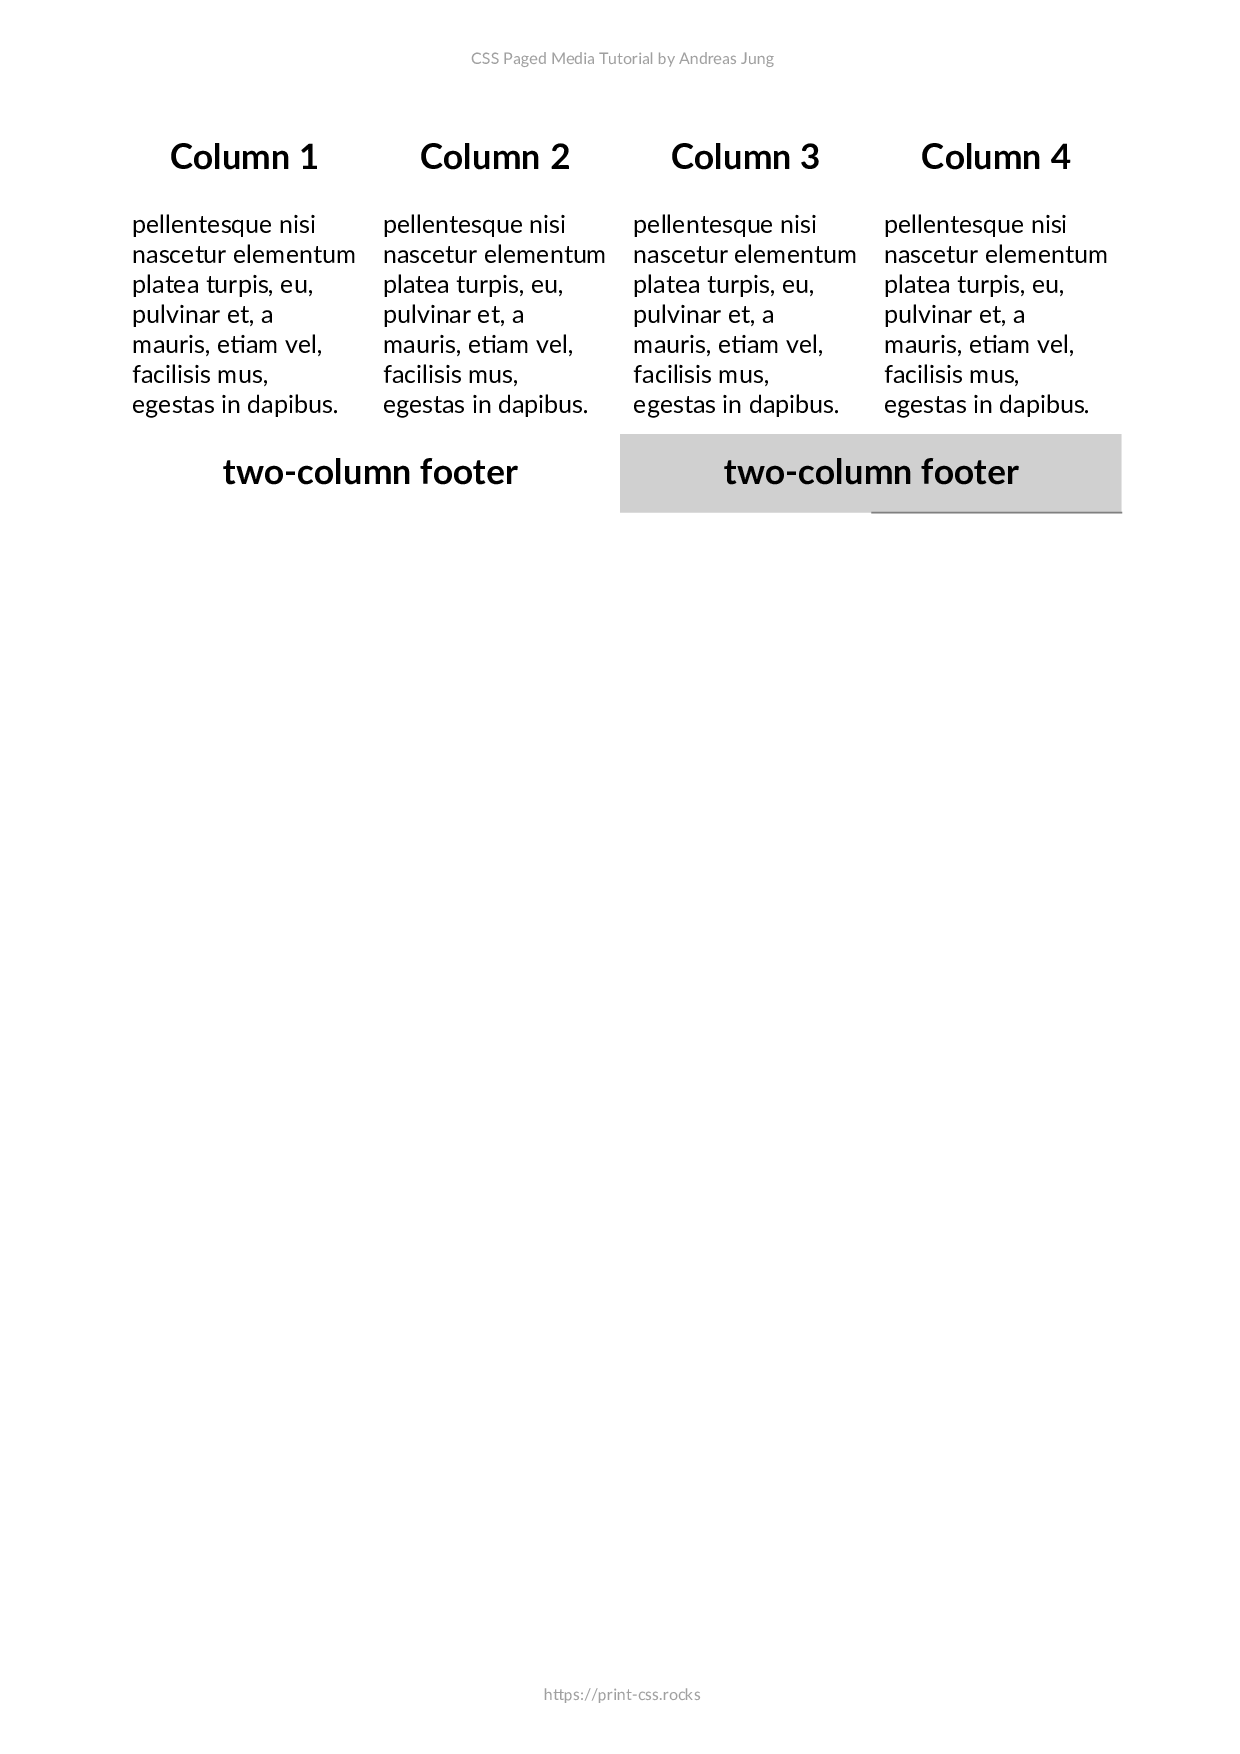 CSS Paged Media Tutorial by Andreas Jung
Column 1 Column 2 Column 3 Column 4
pellentesque nisi pellentesque nisi pellentesque nisi pellentesque nisi
nascetur elementum nascetur elementum nascetur elementum nascetur elementum
platea turpis, eu, platea turpis, eu, platea turpis, eu, platea turpis, eu,
pulvinar et, a pulvinar et, a pulvinar et, a pulvinar et, a
mauris, etiam vel, mauris, etiam vel, mauris, etiam vel, mauris, etiam vel,
facilisis mus, facilisis mus, facilisis mus, facilisis mus,
egestas in dapibus. egestas in dapibus. egestas in dapibus. egestas in dapibus.
two-column footer two-column footer
https://print-css.rocks